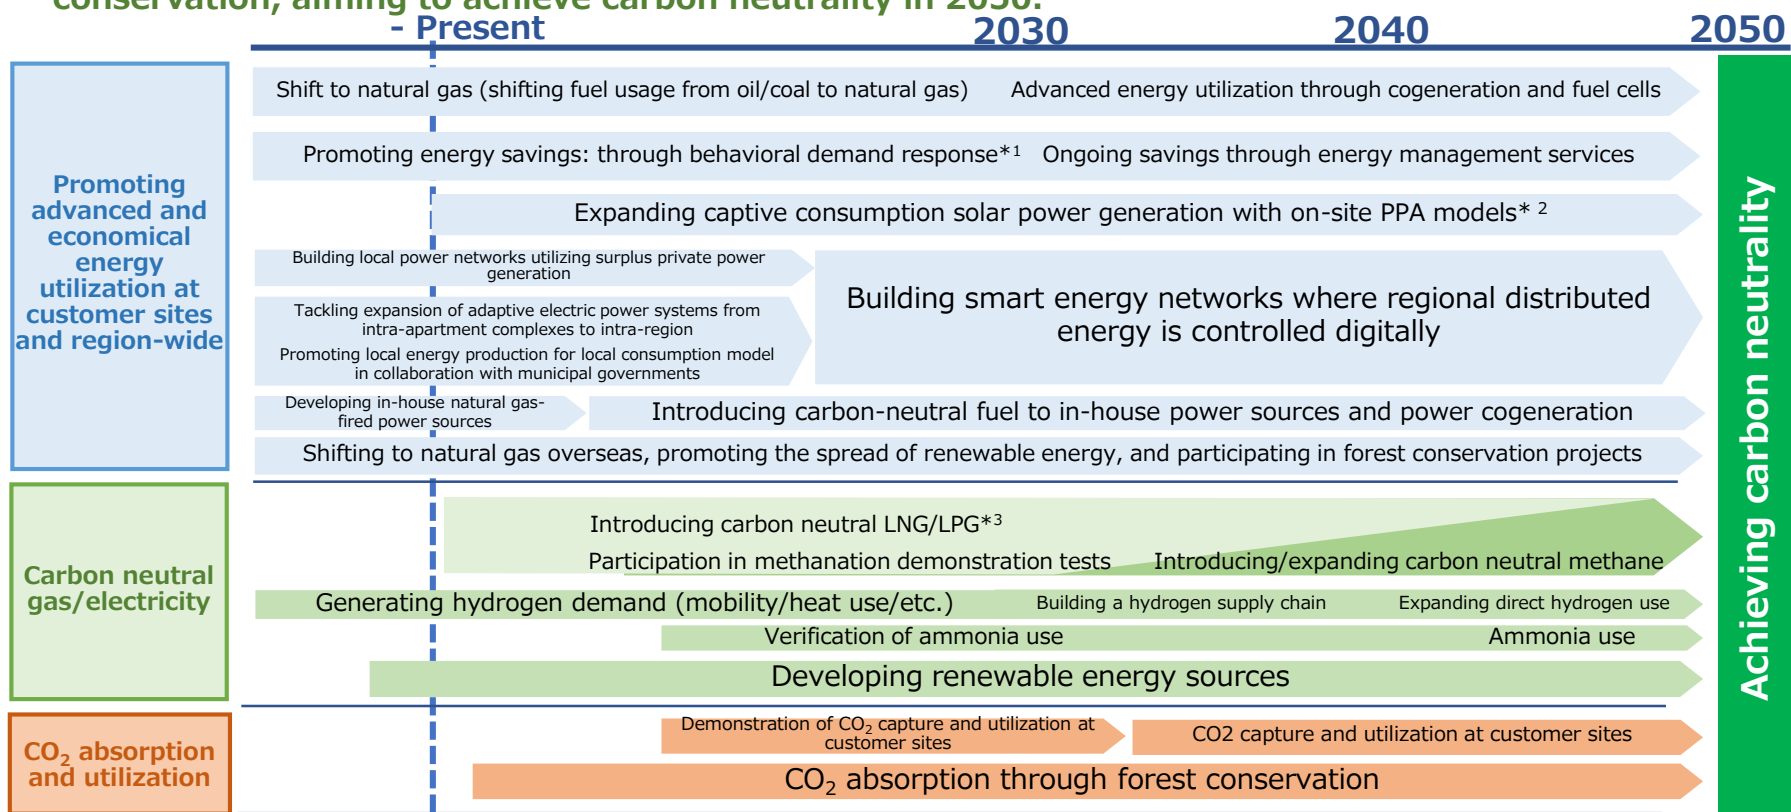 conservation, aiming to achieve carbon neutrality in 2050.
- Present
2030
2040
2050
Promoting
advanced and
economical
energy
utilization at
customer sites
and region-wide
Shift to natural gas (shifting fuel usage from oil/coal to natural gas)
Advanced energy utilization through cogeneration and fuel cells
Promoting energy savings: through behavioral demand response*1
Ongoing savings through energy management services
Expanding captive consumption solar power generation with on-site PPA models* 2
Building local power networks utilizing surplus private power
generation
Tackling expansion of adaptive electric power systems from
intra-apartment complexes to intra-region
Promoting local energy production for local consumption model
in collaboration with municipal governments
Building smart energy networks where regional distributed
energy is controlled digitally
Developing in-house natural gas-
fired power sources
Introducing carbon-neutral fuel to in-house power sources and power cogeneration
Shifting to natural gas overseas, promoting the spread of renewable energy, and participating in forest conservation projects
Carbon neutral
gas/electricity
Introducing carbon neutral LNG/LPG*3
Participation in methanation demonstration tests
Introducing/expanding carbon neutral methane
Generating hydrogen demand (mobility/heat use/etc.)
Building a hydrogen supply chain
Expanding direct hydrogen use
Verification of ammonia use
Ammonia use
Developing renewable energy sources
CO2 absorption
and utilization
Demonstration of CO2 capture and utilization at
customer sites
CO2 capture and utilization at customer sites
CO2 absorption through forest conservation
Achieving carbon neutrality